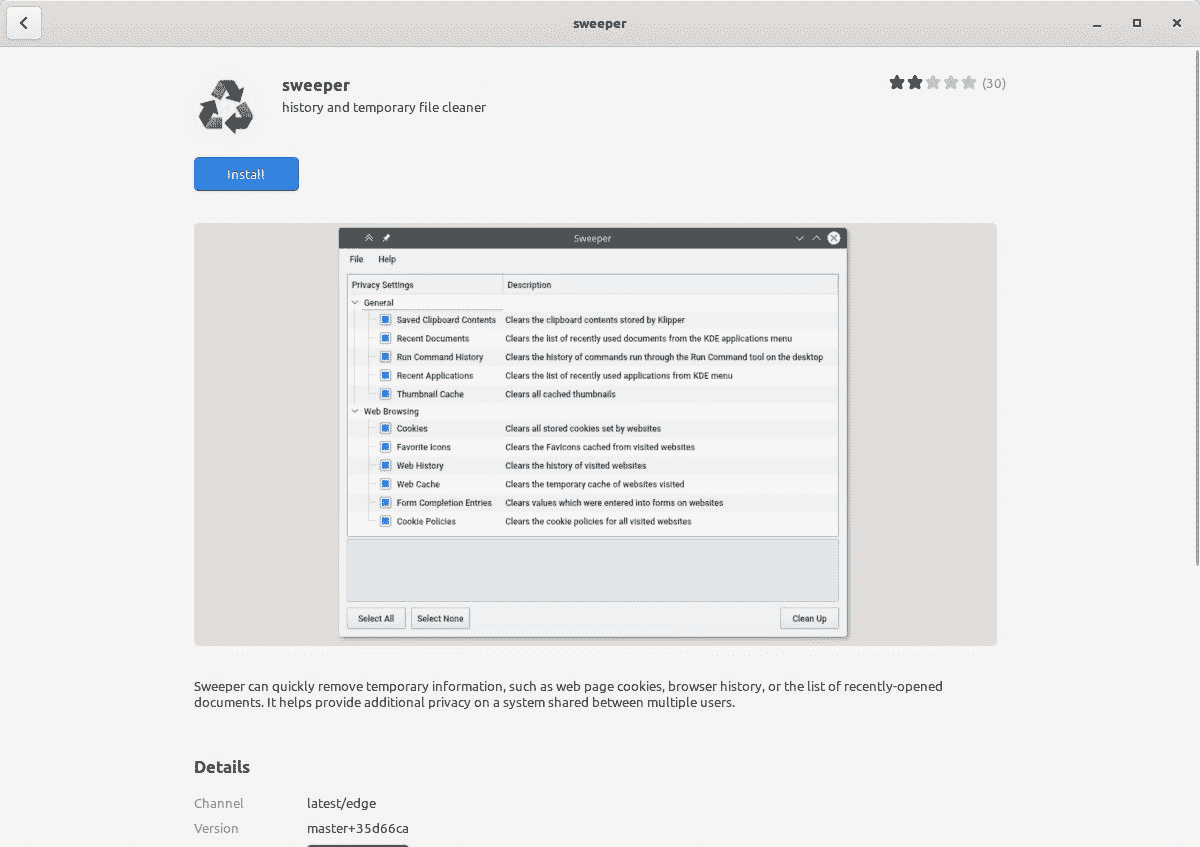 sweeper
sweeper
(30)
history and temporary file cleaner
Install
Sweeper
File Help
Privacy Settings Description
General
Saved Clipboard Contents Clears the clipboard contents stored by Klipper
Recent Documents Clears the list of recently used documents from the KDE applications menu
Run Command History Clears the history of commands run through the Run Command tool on the desktop
Recent Applications Clears the list of recently used applications from KDE menu
Thumbnail Cache Clears all cached thumbnails
Web Browsing
Cookies Clears all stored cookies set by websites
Favorite Icons Clears the FavIcons cached from visited websites
Web History Clears the history of visited websites
Web Cache Clears the temporary cache of websites visited
Form Completion Entries Clears values which were entered into forms on websites
Cookie Policies Clears the cookie policies for all visited websites
Select All Select None Clean Up
Sweeper can quickly remove temporary information, such as web page cookies, browser history, or the list of recently-opened
documents. It helps provide additional privacy on a system shared between multiple users.
Details
Channel latest/edge
Version master+35d66ca